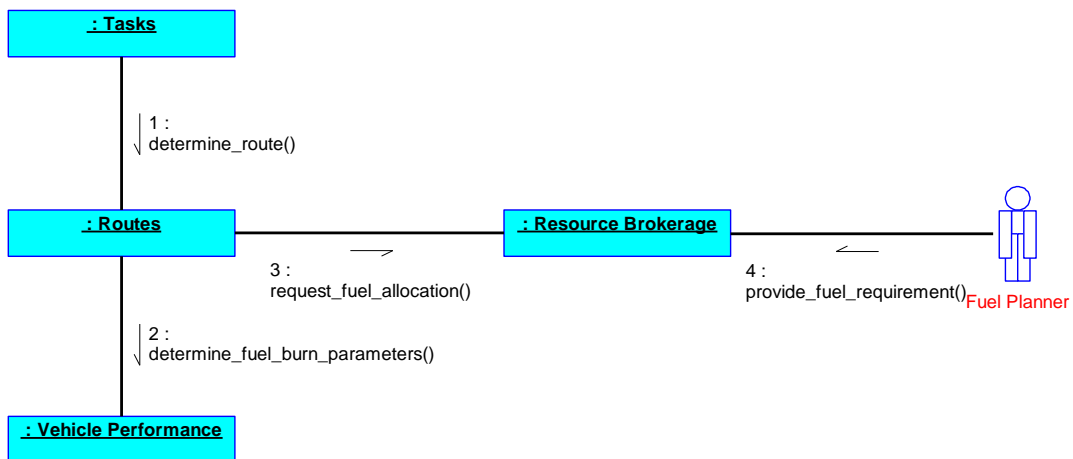 : Tasks
1 :
determine_route()
: Routes
: Resource Brokerage
3 :
request_fuel_allocation()
4 :
provide_fuel_requirement()
Fuel Planner
2 :
determine_fuel_burn_parameters()
: Vehicle Performance